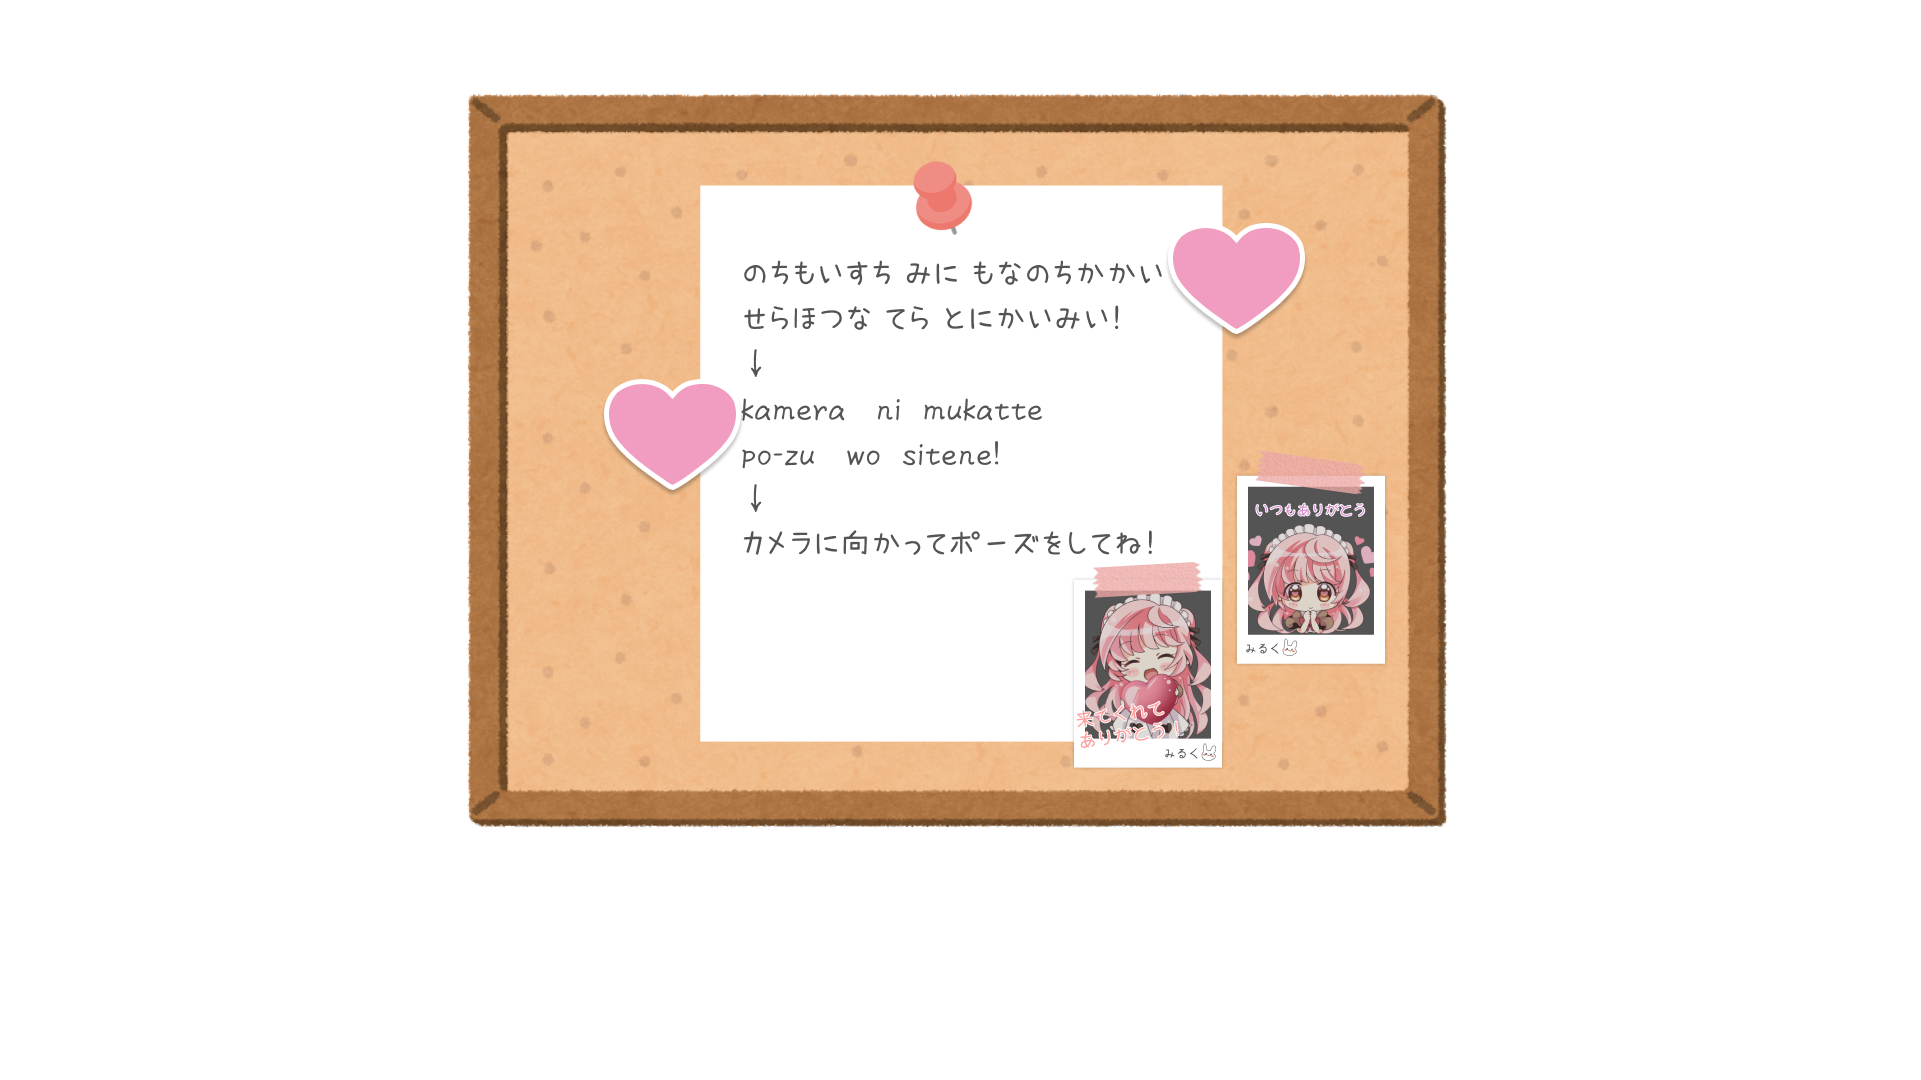 のちもいすち みに もなのちかかい
せらほつな てら とにかいみい!
↓
kamera ni mukatte
po-zu wo sitene!
↓
カメラに向かってポーズをしてね!
いつもありがとう
みるく
来てくれて
ありがとう!
みるく